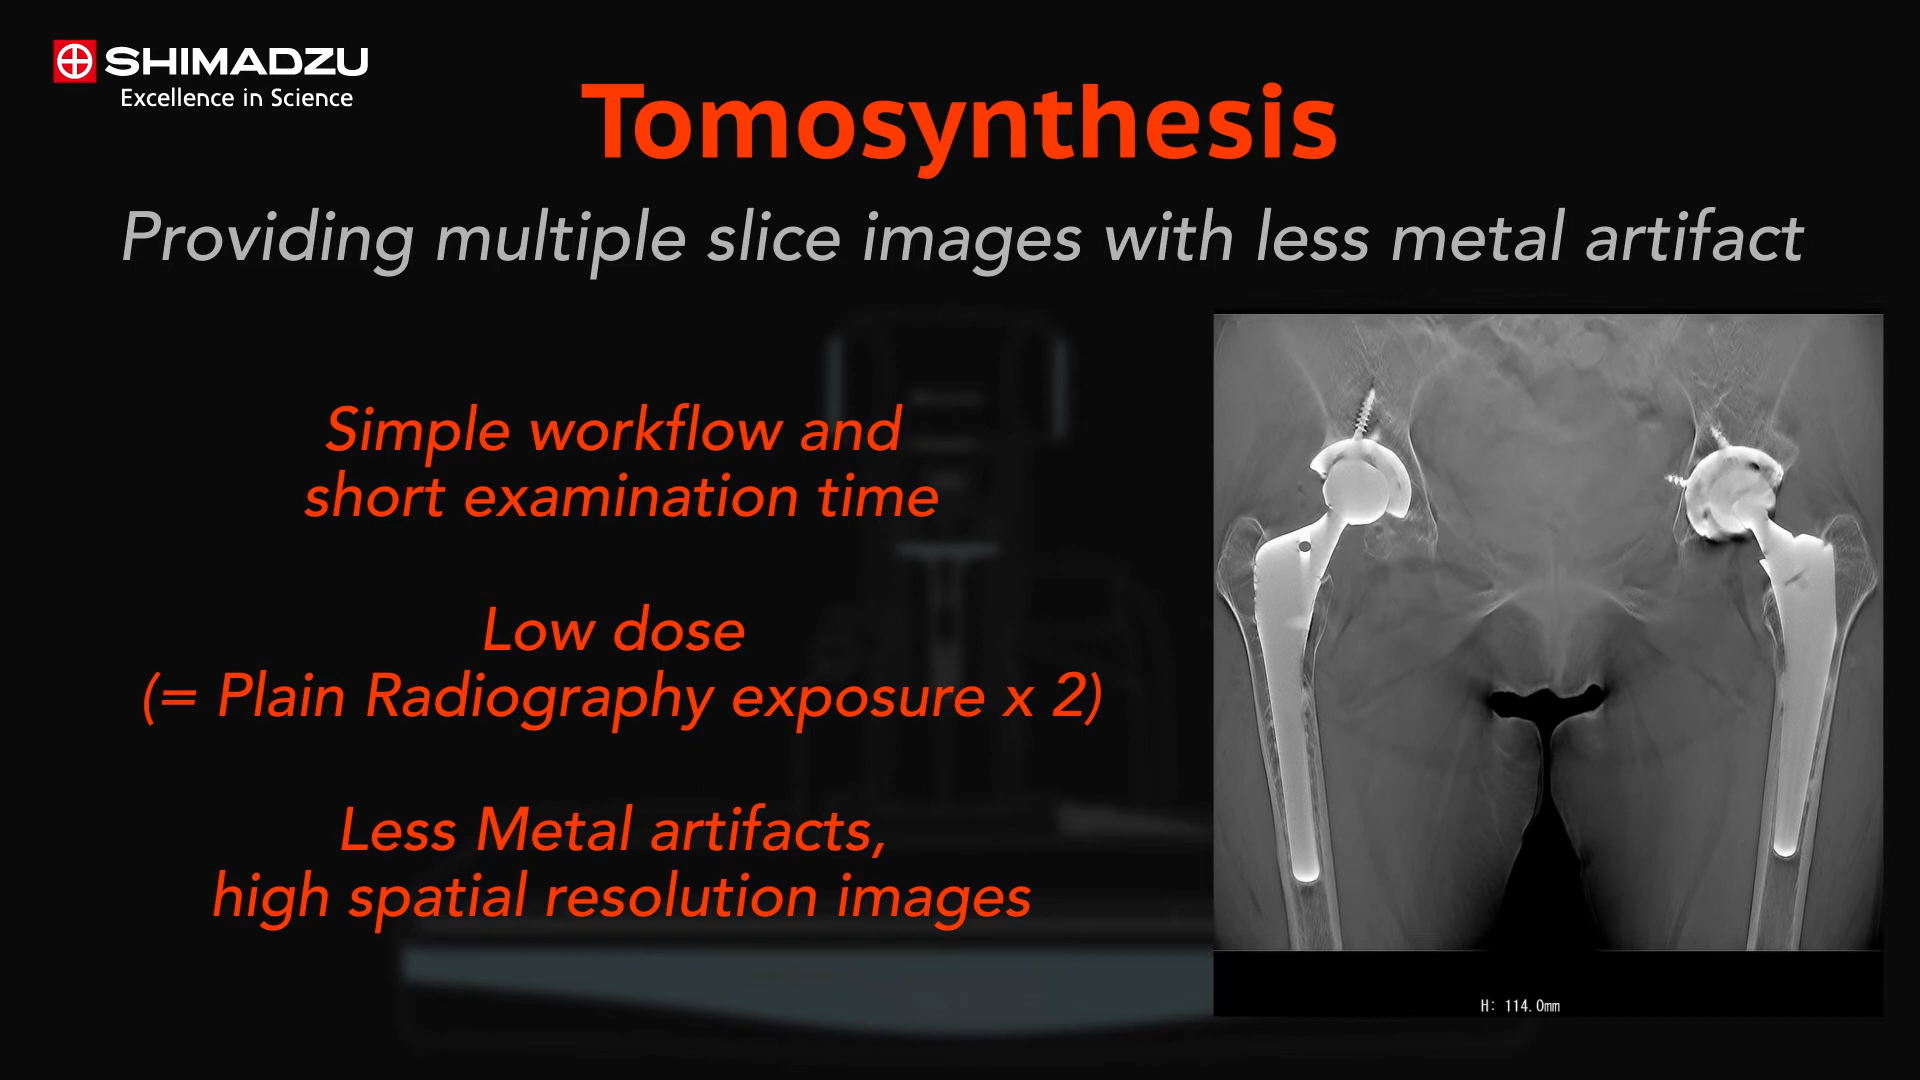 SHIMADZU
Excellence in Science
Tomosynthesis
Providing multiple slice images with less metal artifact
Simple workflow and
short examination time
Low dose
(= Plain Radiography exposure x 2)
Less Metal artifacts,
high spatial resolution images
H: 114.0mm